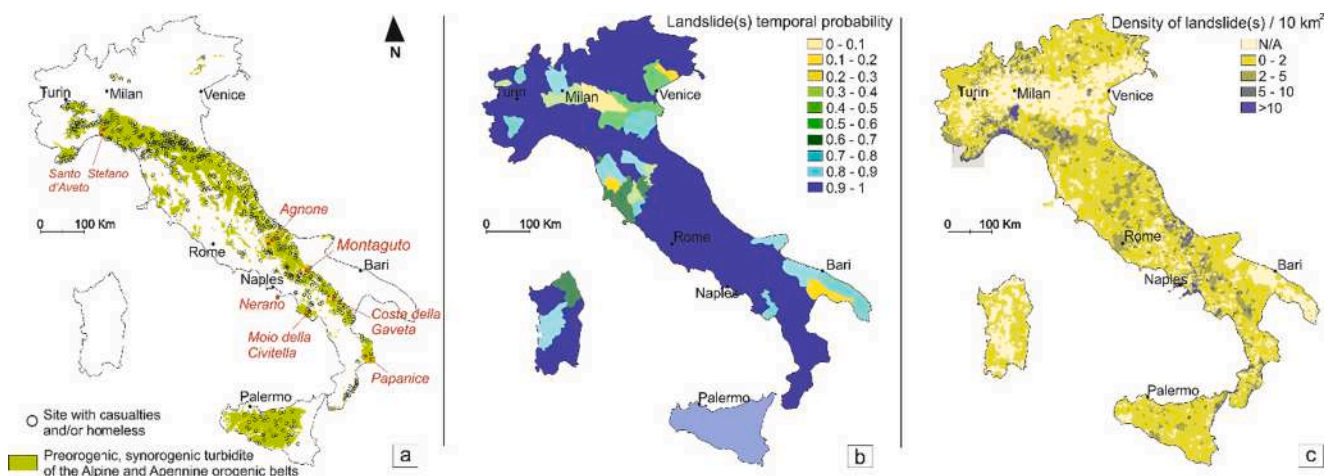 N
Turin
Milan
Venice
Santo Stefano
d'Aveto
0 100 Km
Agnone
Montaguto
Rome
Bari
Naples
Nerano
Costa della
Gaveta
Moio della
Civitella
Papanice
Palermo
Site with casualties
and/or homeless
Preorogenic, synorogenic turbidite
of the Alpine and Apennine orogenic belts
a
Landslide(s) temporal probability
0 - 0.1
0.1 - 0.2
0.2 - 0.3
0.3 - 0.4
0.4 - 0.5
0.5 - 0.6
0.6 - 0.7
0.7 - 0.8
0.8 - 0.9
0.9 - 1
Turin
Milan
Venice
0 100 Km
Rome
Bari
Naples
Palermo
b
Density of landslide(s) / 10 km²
N/A
0 - 2
2 - 5
5 - 10
>10
Turin
Milan
Venice
0 100 Km
Rome
Bari
Naples
Palermo
c